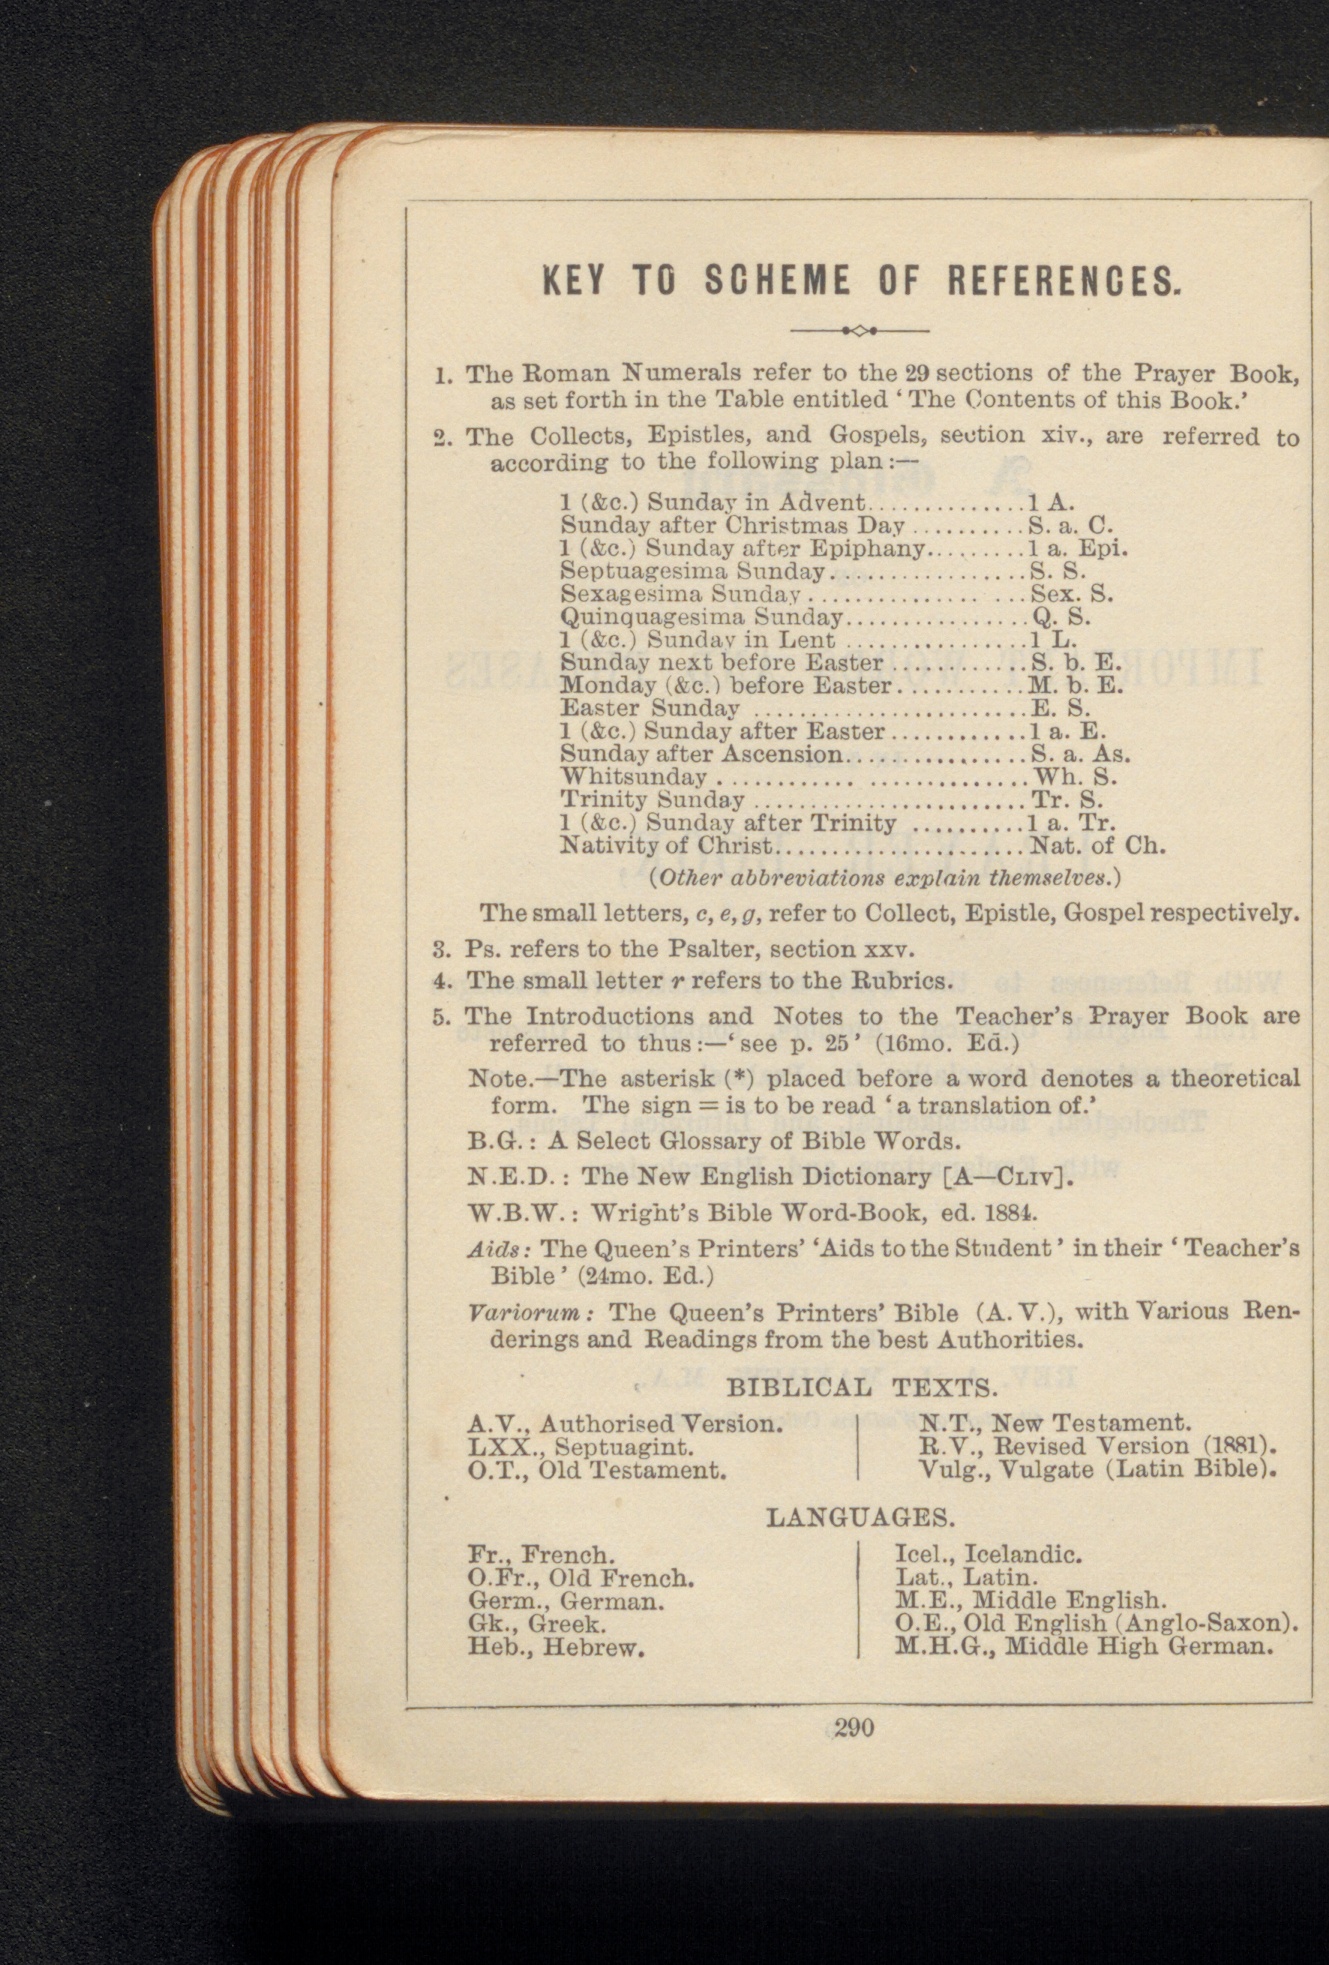 KEY TO SCHEME OF REFERENCES.
1. The Roman Numerals refer to the 29 sections of the Prayer Book,
as set forth in the Table entitled ‘The Contents of this Book.’
2. The Collects, Epistles, and Gospels, section xiv., are referred to
according to the following plan:—
1 (&c.) Sunday in Advent..............1 A.
Sunday after Christmas Day..........S. a. C.
1 (&c.) Sunday after Epiphany.........1 a. Epi.
Septuagesima Sunday.................S. S.
Sexagesima Sunday............... ...Sex. S.
Quinquagesima Sunday................Q. S.
1 (&c.) Sunday in Lent ................1 L.
Sunday next before Easter............S. b. E.
Monday (&c.) before Easter............M. b. E.
Easter Sunday ........................E. S.
1 (&c.) Sunday after Easter............1 a. E.
Sunday after Ascension................S. a. As.
Whitsunday............ ..............Wh. S.
Trinity Sunday ........................Tr. S.
1 (&c.) Sunday after Trinity ..........1 a. Tr.
Nativity of Christ......................Nat. of Ch.
(Other abbreviations explain themselves.)
The small letters, c, e, g, refer to Collect, Epistle, Gospel respectively.
3. Ps. refers to the Psalter, section xxv.
4. The small letter r refers to the Rubrics.
5. The Introductions and Notes to the Teacher's Prayer Book are
referred to thus:—‘see p. 25’ (16mo. Ed.)
Note.—The asterisk (*) placed before a word denotes a theoretical
form. The sign = is to be read ‘a translation of.’
B.G.: A Select Glossary of Bible Words.
N.E.D.: The New English Dictionary [A—CLIV].
W.B.W.: Wright's Bible Word-Book, ed. 1884.
Aids: The Queen's Printers' ‘Aids to the Student’ in their ‘Teacher's
Bible’ (24mo. Ed.)
Variorum: The Queen's Printers' Bible (A.V.), with Various Ren-
derings and Readings from the best Authorities.
BIBLICAL TEXTS.
A.V., Authorised Version.
LXX., Septuagint.
O.T., Old Testament.
N.T., New Testament.
R.V., Revised Version (1881).
Vulg., Vulgate (Latin Bible).
LANGUAGES.
Fr., French.
O.Fr., Old French.
Germ., German.
Gk., Greek.
Heb., Hebrew.
Icel., Icelandic.
Lat., Latin.
M.E., Middle English.
O.E., Old English (Anglo-Saxon).
M.H.G., Middle High German.
290